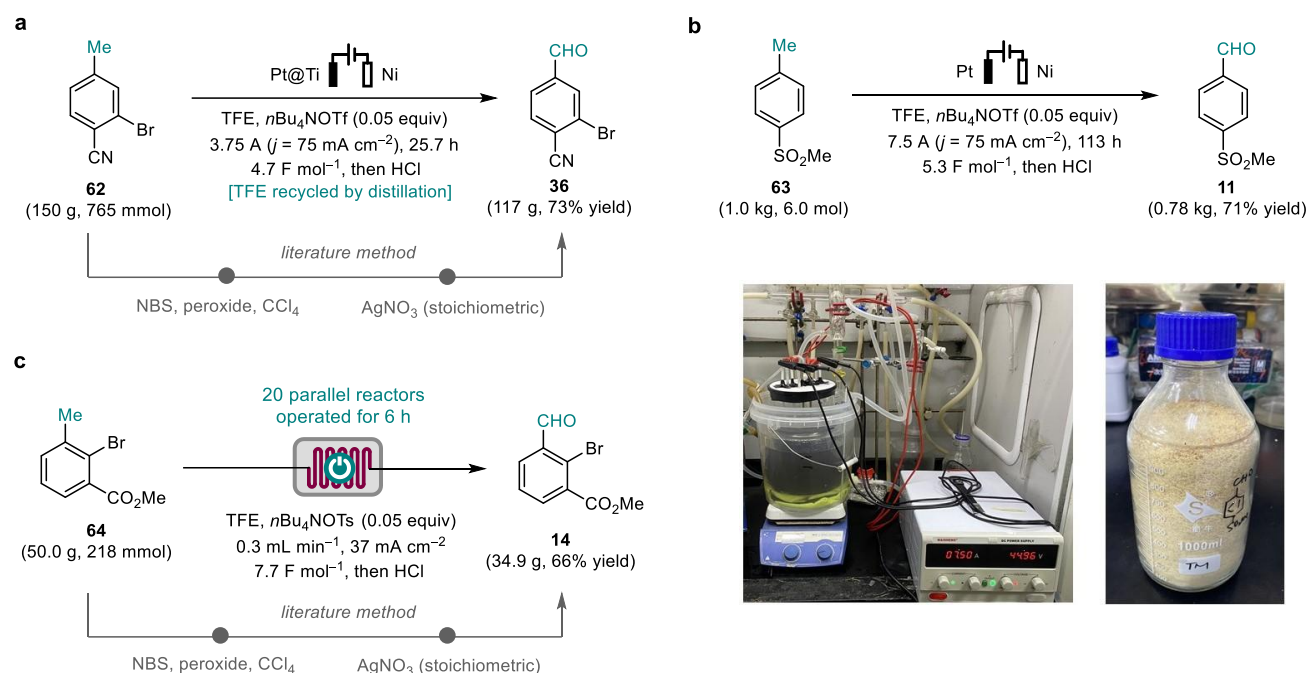 a
Me
Br
CN
62
(150 g, 765 mmol)
Pt@Ti
Ni
TFE, nBu₄NOTf (0.05 equiv)
3.75 A (j = 75 mA cm⁻²), 25.7 h
4.7 F mol⁻¹, then HCl
[TFE recycled by distillation]
CHO
Br
CN
36
(117 g, 73% yield)
literature method
NBS, peroxide, CCl₄
AgNO₃ (stoichiometric)
b
Me
SO₂Me
63
(1.0 kg, 6.0 mol)
Pt
Ni
TFE, nBu₄NOTf (0.05 equiv)
7.5 A (j = 75 mA cm⁻²), 113 h
5.3 F mol⁻¹, then HCl
CHO
SO₂Me
11
(0.78 kg, 71% yield)
0750 A
4496 V
CHO
S
1000ml
TM
c
Me
Br
CO₂Me
64
(50.0 g, 218 mmol)
20 parallel reactors
operated for 6 h
TFE, nBu₄NOTs (0.05 equiv)
0.3 mL min⁻¹, 37 mA cm⁻²
7.7 F mol⁻¹, then HCl
CHO
Br
CO₂Me
14
(34.9 g, 66% yield)
literature method
NBS, peroxide, CCl₄
AgNO₃ (stoichiometric)